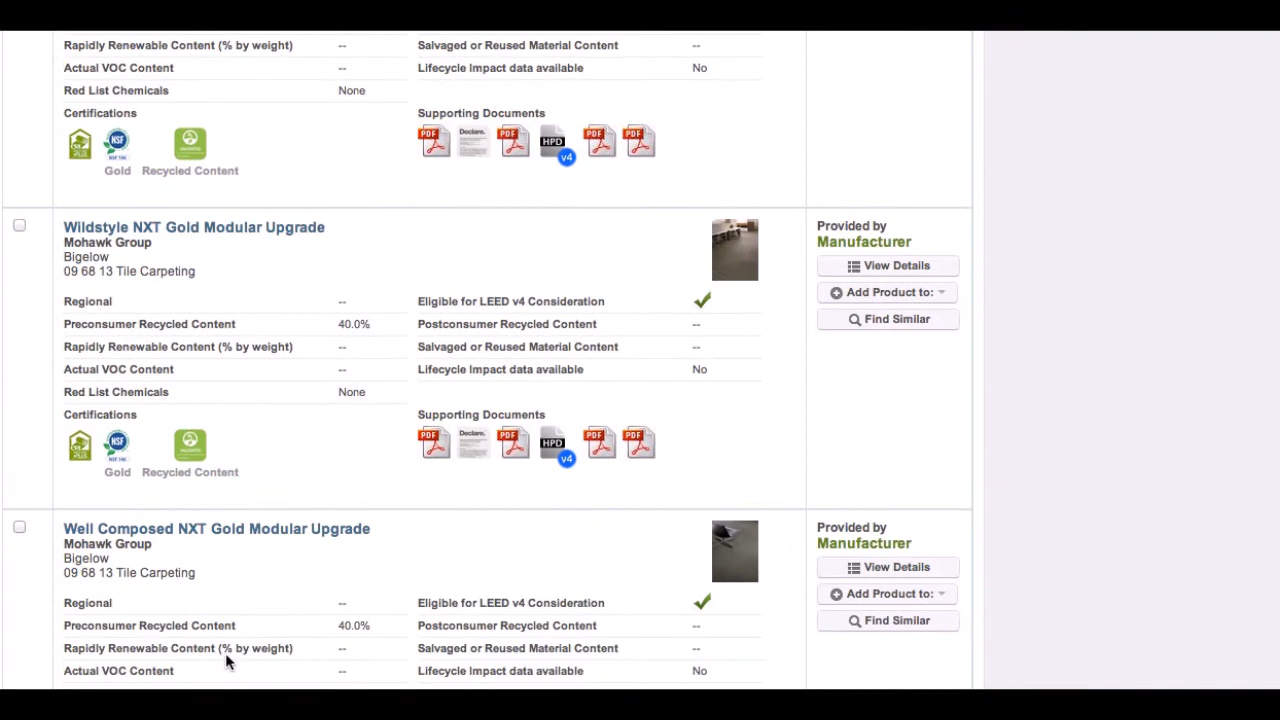 Rapidly Renewable Content (% by weight) -- Salvaged or Reused Material Content --
Actual VOC Content -- Lifecycle Impact data available No
Red List Chemicals None
Certifications Supporting Documents
NSF PDF Declare. PDF HPD v4 PDF PDF
Gold Recycled Content
Wildstyle NXT Gold Modular Upgrade
Mohawk Group
Bigelow
09 68 13 Tile Carpeting
Provided by
Manufacturer
View Details
Add Product to:
Find Similar
Regional -- Eligible for LEED v4 Consideration
Preconsumer Recycled Content 40.0% Postconsumer Recycled Content --
Rapidly Renewable Content (% by weight) -- Salvaged or Reused Material Content --
Actual VOC Content -- Lifecycle Impact data available No
Red List Chemicals None
Certifications Supporting Documents
NSF PDF Declare. PDF HPD v4 PDF PDF
Gold Recycled Content
Well Composed NXT Gold Modular Upgrade
Mohawk Group
Bigelow
09 68 13 Tile Carpeting
Provided by
Manufacturer
View Details
Add Product to:
Find Similar
Regional -- Eligible for LEED v4 Consideration
Preconsumer Recycled Content 40.0% Postconsumer Recycled Content --
Rapidly Renewable Content (% by weight) -- Salvaged or Reused Material Content --
Actual VOC Content -- Lifecycle Impact data available No